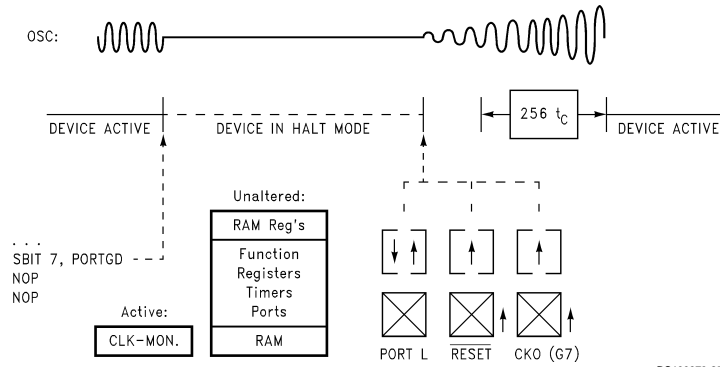 OSC:
256 tC
DEVICE ACTIVE
DEVICE IN HALT MODE
DEVICE ACTIVE
Unaltered:
RAM Reg's
Function
Registers
Timers
Ports
RAM
. . .
SBIT 7, PORTGD
NOP
NOP
Active:
CLK-MON.
PORT L
RESET
CKO (G7)